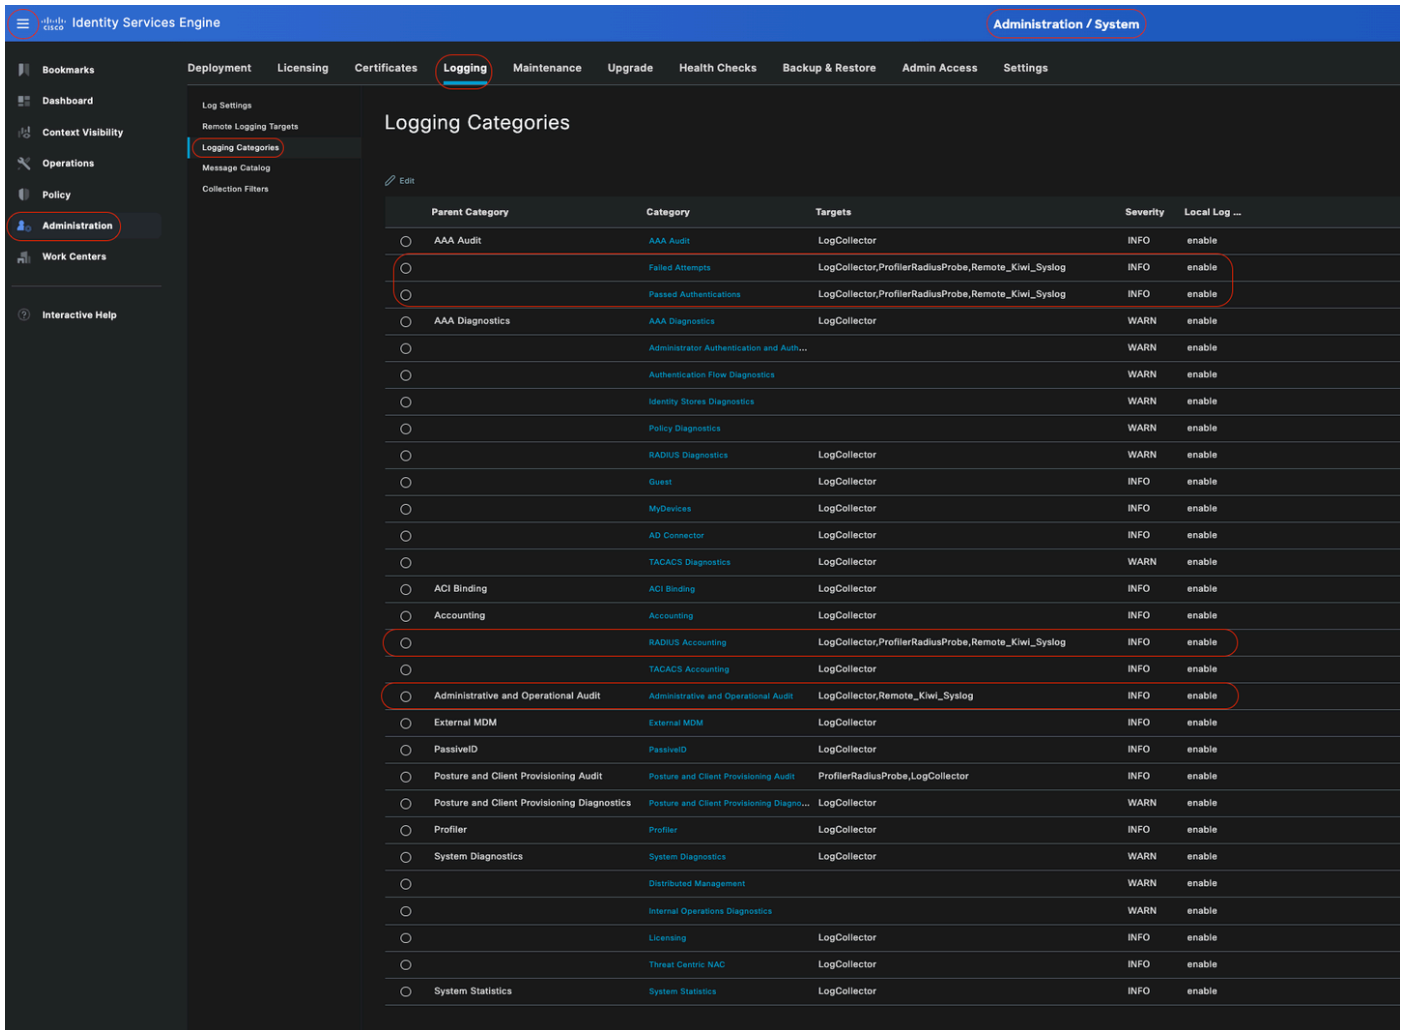 cisco Identity Services Engine
Administration / System
Bookmarks
Dashboard
Context Visibility
Operations
Policy
Administration
Work Centers
Interactive Help
Deployment Licensing Certificates Logging Maintenance Upgrade Health Checks Backup & Restore Admin Access Settings
Log Settings
Remote Logging Targets
Logging Categories
Message Catalog
Collection Filters
Logging Categories
Edit
Parent Category Category Targets Severity Local Log ...
AAA Audit AAA Audit LogCollector INFO enable
Failed Attempts LogCollector,ProfilerRadiusProbe,Remote_Kiwi_Syslog INFO enable
Passed Authentications LogCollector,ProfilerRadiusProbe,Remote_Kiwi_Syslog INFO enable
AAA Diagnostics AAA Diagnostics LogCollector WARN enable
Administrator Authentication and Auth... WARN enable
Authentication Flow Diagnostics WARN enable
Identity Stores Diagnostics WARN enable
Policy Diagnostics WARN enable
RADIUS Diagnostics LogCollector WARN enable
Guest LogCollector INFO enable
MyDevices LogCollector INFO enable
AD Connector LogCollector INFO enable
TACACS Diagnostics LogCollector WARN enable
ACI Binding ACI Binding LogCollector INFO enable
Accounting Accounting LogCollector INFO enable
RADIUS Accounting LogCollector,ProfilerRadiusProbe,Remote_Kiwi_Syslog INFO enable
TACACS Accounting LogCollector INFO enable
Administrative and Operational Audit Administrative and Operational Audit LogCollector,Remote_Kiwi_Syslog INFO enable
External MDM External MDM LogCollector INFO enable
PassiveID PassiveID LogCollector INFO enable
Posture and Client Provisioning Audit Posture and Client Provisioning Audit ProfilerRadiusProbe,LogCollector INFO enable
Posture and Client Provisioning Diagnostics Posture and Client Provisioning Diagno... LogCollector WARN enable
Profiler Profiler LogCollector INFO enable
System Diagnostics System Diagnostics LogCollector WARN enable
Distributed Management WARN enable
Internal Operations Diagnostics WARN enable
Licensing LogCollector INFO enable
Threat Centric NAC LogCollector INFO enable
System Statistics System Statistics LogCollector INFO enable